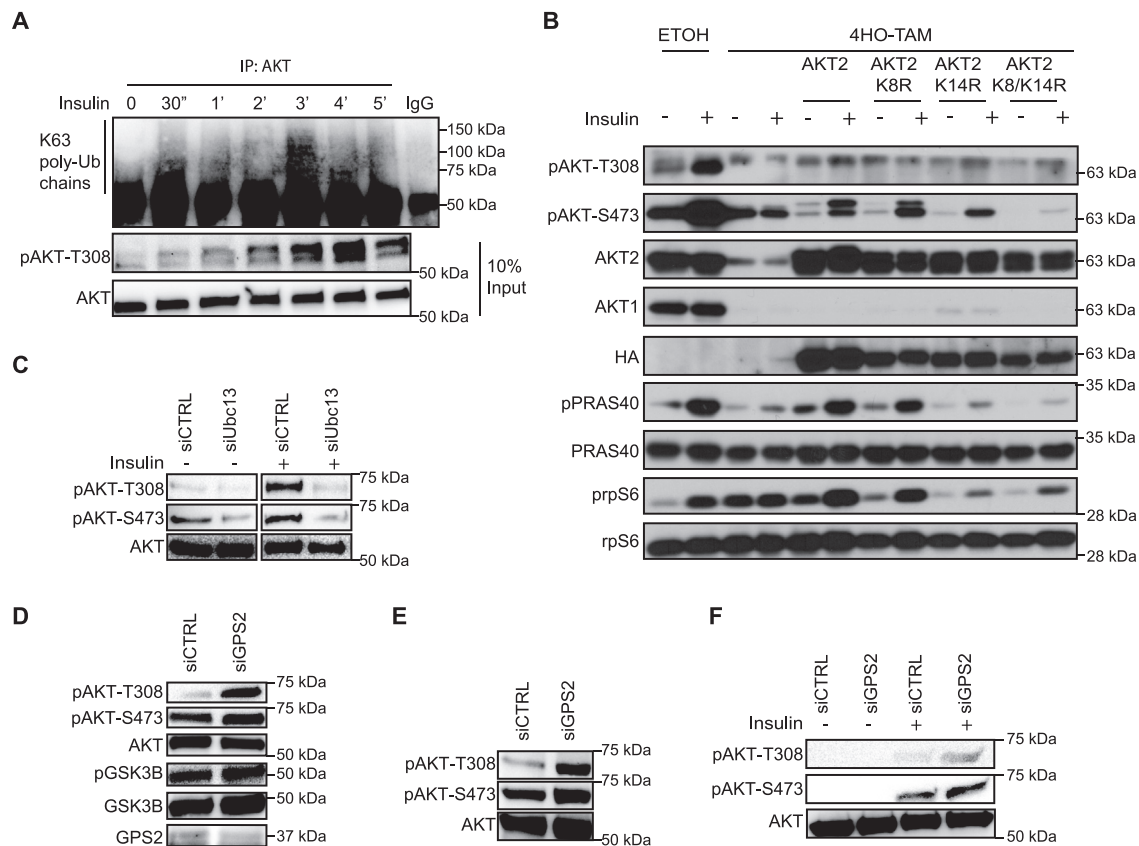 A
IP: AKT
Insulin 0 30” 1’ 2’ 3’ 4’ 5’ IgG
K63
poly-Ub
chains
150 kDa
100 kDa
75 kDa
50 kDa
pAKT-T308
50 kDa
AKT
50 kDa
10%
Input
B
ETOH 4HO-TAM
AKT2 AKT2 K8R AKT2 K14R AKT2 K8/K14R
Insulin - + - + - + - + - + - +
pAKT-T308 63 kDa
pAKT-S473 63 kDa
AKT2 63 kDa
AKT1 63 kDa
HA 63 kDa
35 kDa
pPRAS40
PRAS40 35 kDa
prpS6
28 kDa
rpS6 28 kDa
C
siCTRL siUbc13 siCTRL siUbc13
Insulin - - + +
75 kDa
pAKT-T308
75 kDa
pAKT-S473
AKT
50 kDa
D
siCTRL siGPS2
75 kDa
pAKT-T308
75 kDa
pAKT-S473
AKT
50 kDa
pGSK3B 50 kDa
GSK3B 50 kDa
GPS2 37 kDa
E
siCTRL siGPS2
75 kDa
pAKT-T308
75 kDa
pAKT-S473
AKT
50 kDa
F
siCTRL siGPS2 siCTRL siGPS2
Insulin - - + +
75 kDa
pAKT-T308
75 kDa
pAKT-S473
AKT
50 kDa